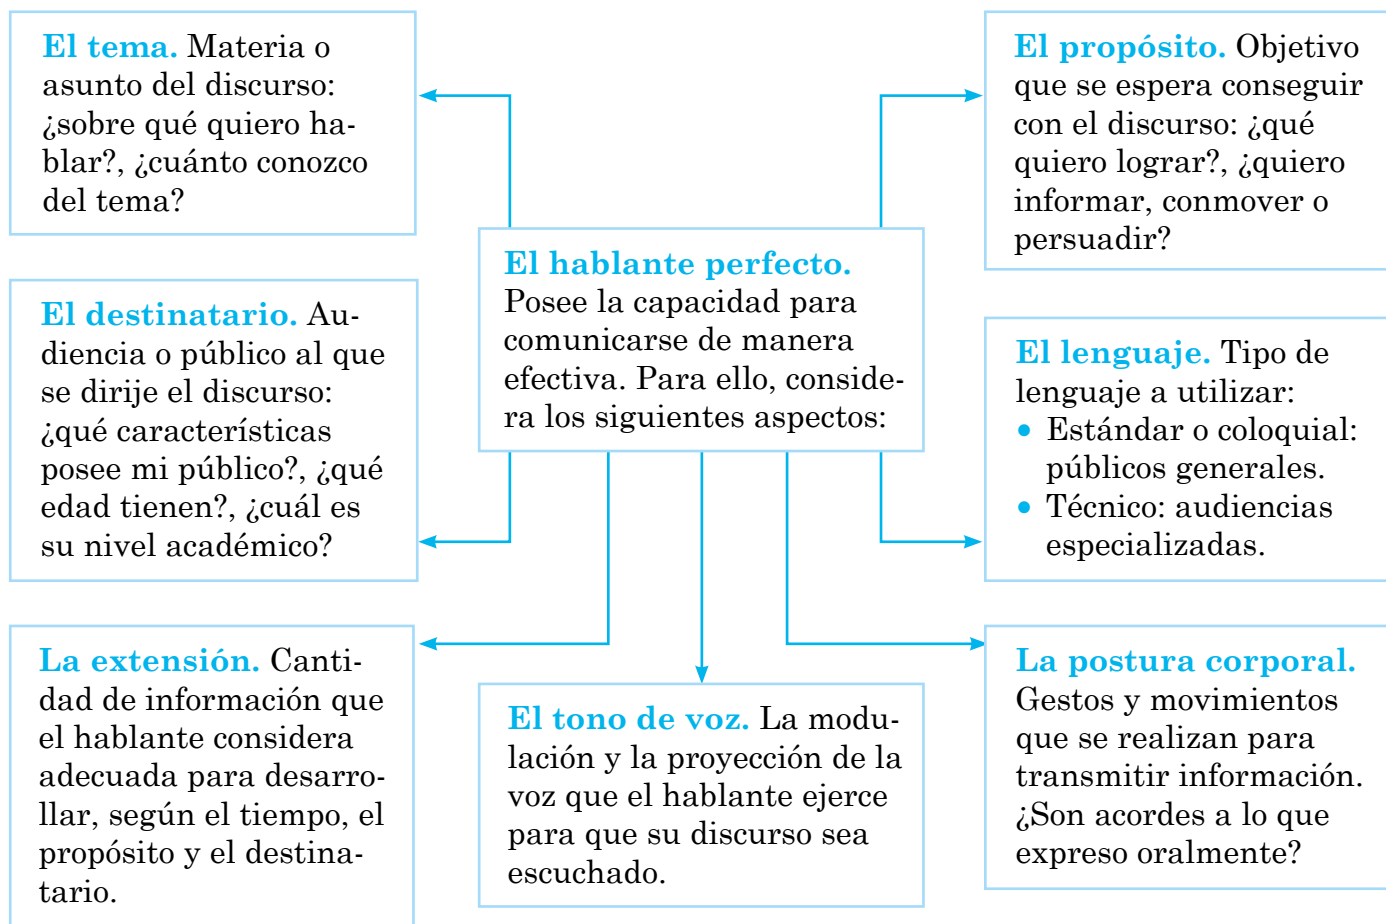 El tema. Materia o
asunto del discurso:
¿sobre qué quiero ha-
blar?, ¿cuánto conozco
del tema?
El propósito. Objetivo
que se espera conseguir
con el discurso: ¿qué
quiero lograr?, ¿quiero
informar, conmover o
persuadir?
El hablante perfecto.
Posee la capacidad para
comunicarse de manera
efectiva. Para ello, conside-
ra los siguientes aspectos:
El destinatario. Au-
diencia o público al que
se dirije el discurso:
¿qué características
posee mi público?, ¿qué
edad tienen?, ¿cuál es
su nivel académico?
El lenguaje. Tipo de
lenguaje a utilizar:
• Estándar o coloquial:
públicos generales.
• Técnico: audiencias
especializadas.
La extensión. Canti-
dad de información que
el hablante considera
adecuada para desarro-
llar, según el tiempo, el
propósito y el destina-
tario.
El tono de voz. La modu-
lación y la proyección de la
voz que el hablante ejerce
para que su discurso sea
escuchado.
La postura corporal.
Gestos y movimientos
que se realizan para
transmitir información.
¿Son acordes a lo que
expreso oralmente?